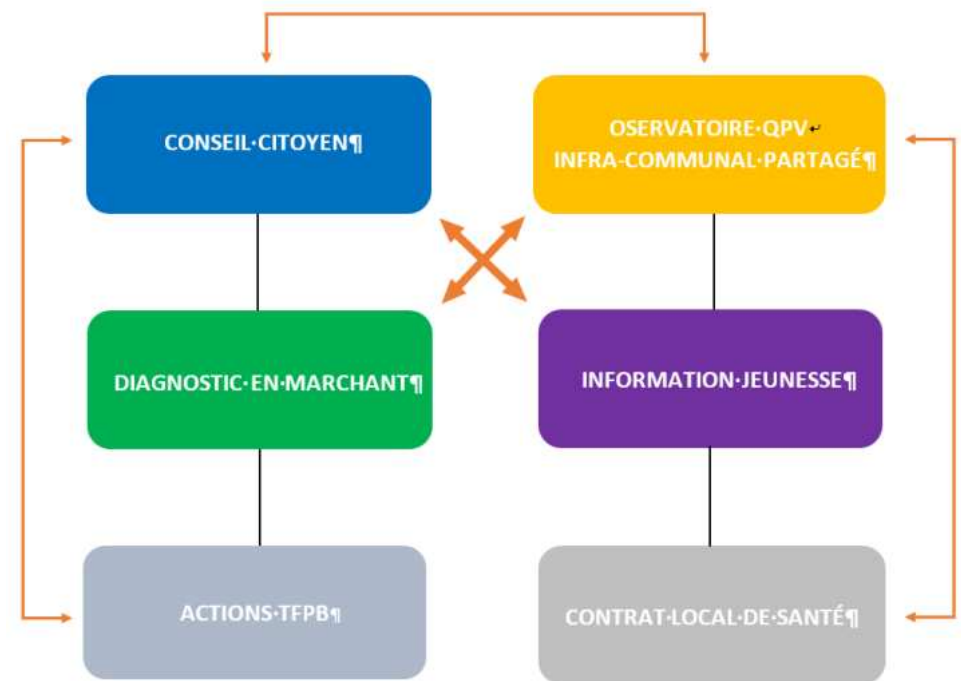 CONSEIL·CITOYEN¶
OSERVATOIRE·QPV↵
INFRA-COMMUNAL·PARTAGÉ¶
DIAGNOSTIC·EN·MARCHANT¶
INFORMATION·JEUNESSE¶
ACTIONS·TFPB¶
CONTRAT·LOCAL·DE·SANTÉ¶